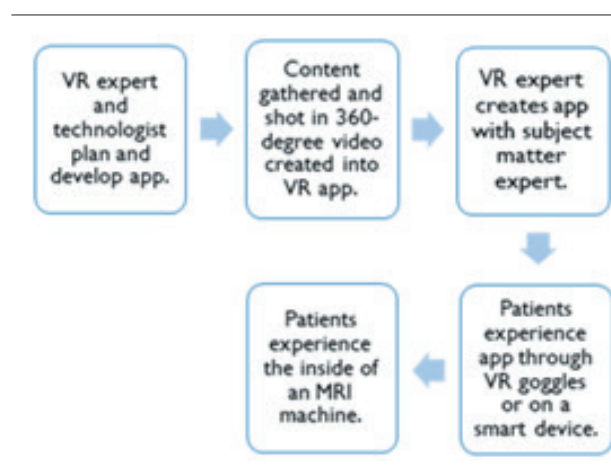 VR expert
and
technologist
plan and
develop app.
Content
gathered and
shot in 360-
degree video
created into
VR app.
VR expert
creates app
with subject
matter
expert.
Patients
experience
app through
VR goggles
or on a
smart device.
Patients
experience
the inside of
an MRI
machine.